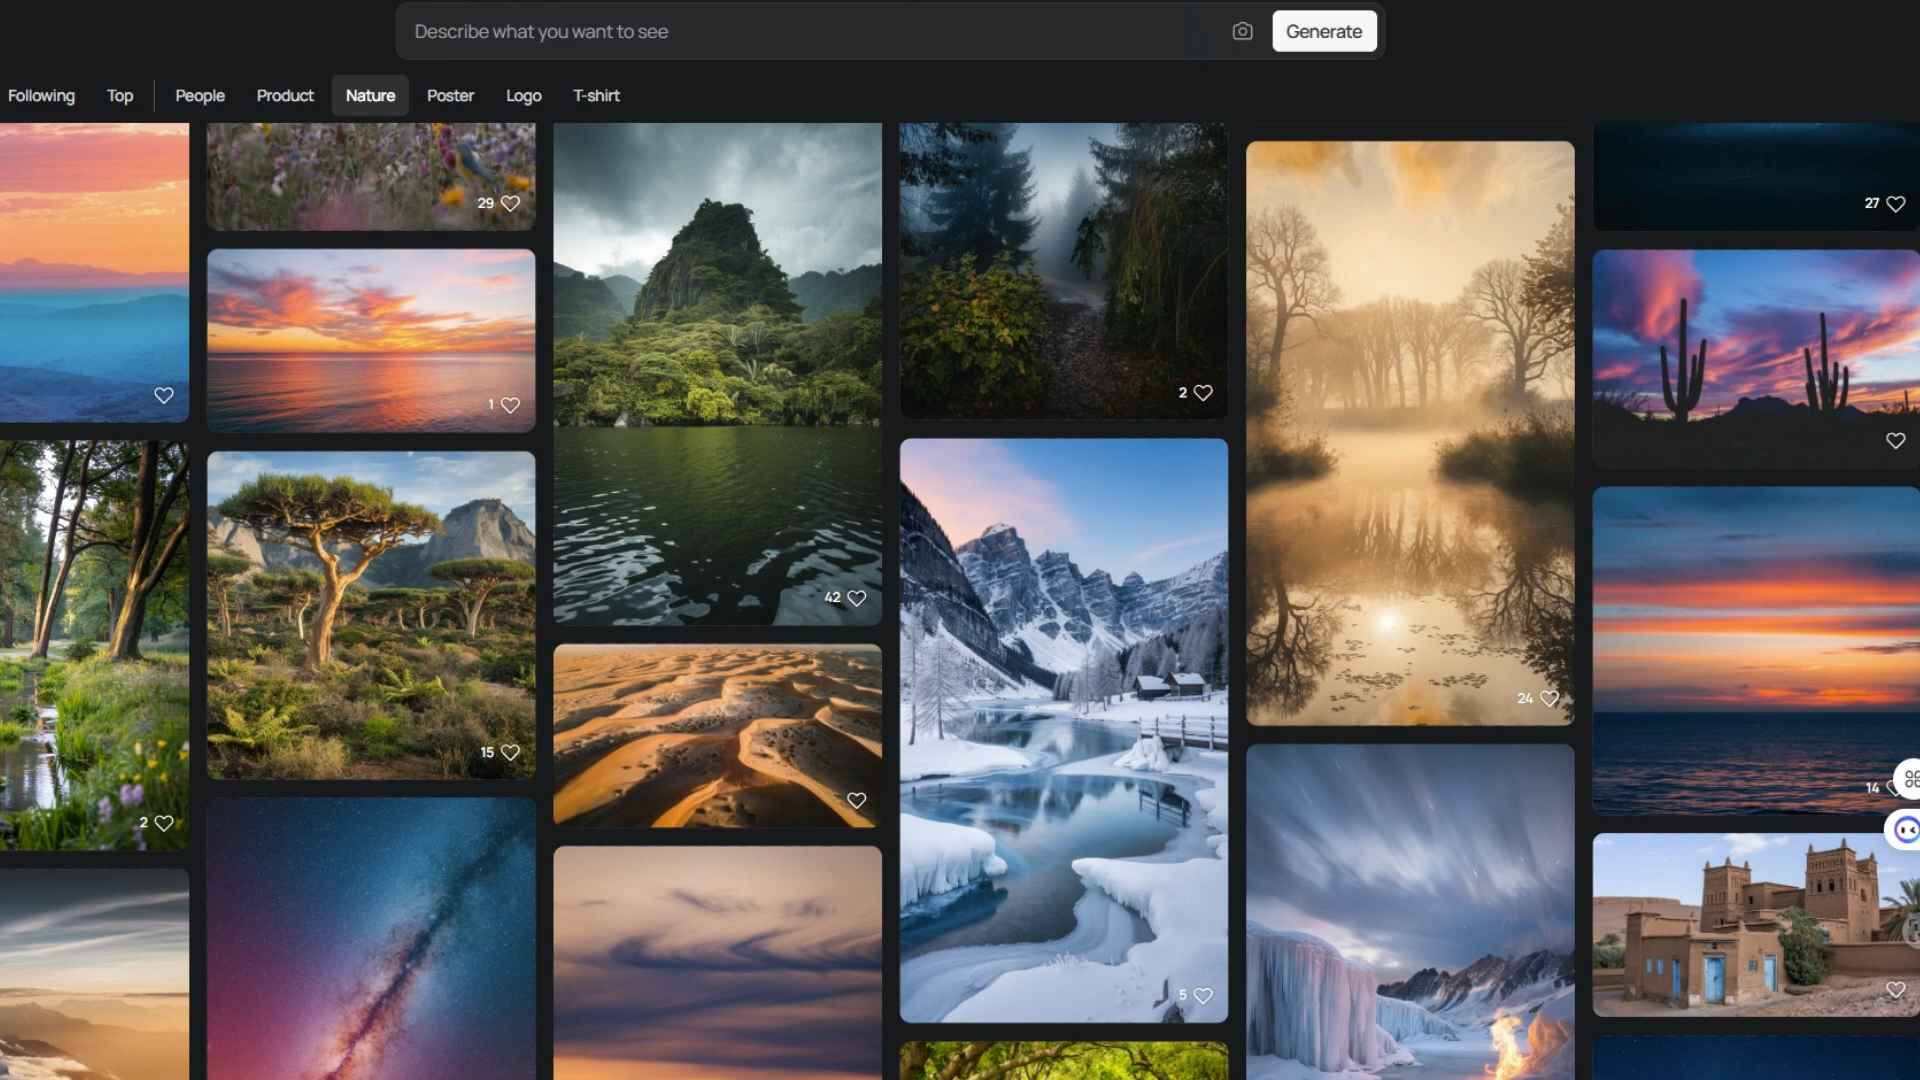 Describe what you want to see
Generate
Following
Top
People
Product
Nature
Poster
Logo
T-shirt
29
27
1
2
42
24
15
14
2
5